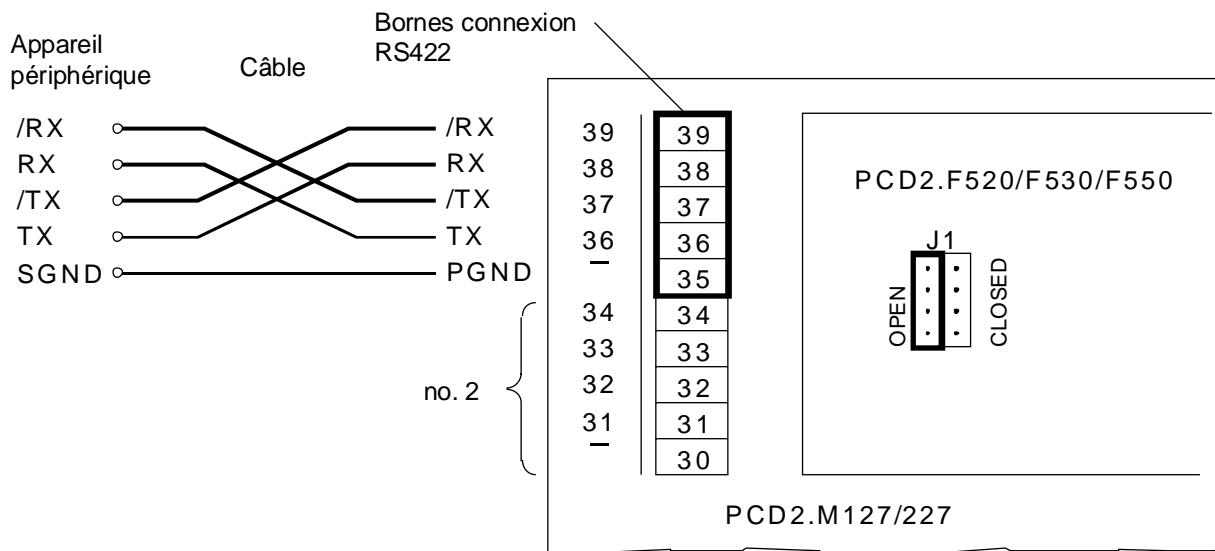 Appareil
périphérique
Câble
Bornes connexion
RS422
/RX /RX
RX RX
/TX /TX
TX TX
SGND PGND
39 39
38 38
37 37
36 36
35
34 34
33 33
32 32
31 31
30
no. 2
PCD2.F520/F530/F550
J1
OPEN
CLOSED
PCD2.M127/227